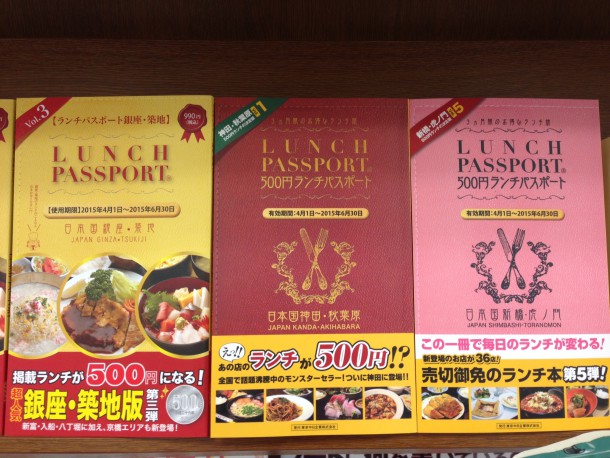 Vol.3
990円
(税込)
【ランチパスポート銀座・築地】
LUNCH
PASSPORT®
【使用期限】2015年4月1日~2015年6月30日
日本国銀座・築地
JAPAN GINZA&TSUKIJI
掲載ランチが500円になる!
超人気
銀座・築地版 第三弾
500
新富・入船・八丁堀に加え、京橋エリアも新登場!
神田・秋葉原 1
LUNCH
PASSPORT®
500円ランチパスポート
有効期間:4月1日~2015年6月30日
日本国神田・秋葉原
JAPAN KANDA・AKIHABARA
えっ!!
あの店のランチが500円!?
全国で話題沸騰中のモンスターセラー!ついに神田に登場!!
新橋・虎ノ門 5
LUNCH
PASSPORT®
500円ランチパスポート
有効期間:4月1日~2015年6月30日
日本国新橋・虎ノ門
JAPAN SHIMBASHI・TORANOMON
この一冊で毎日のランチが変わる!
新登場のお店が36店!
売切御免のランチ本第5弾!